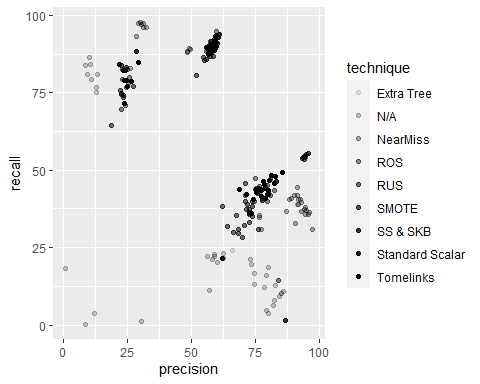 100
75
50
25
0
0
25
50
75
100
precision
recall
technique
Extra Tree
N/A
NearMiss
ROS
RUS
SMOTE
SS & SKB
Standard Scalar
Tomelinks